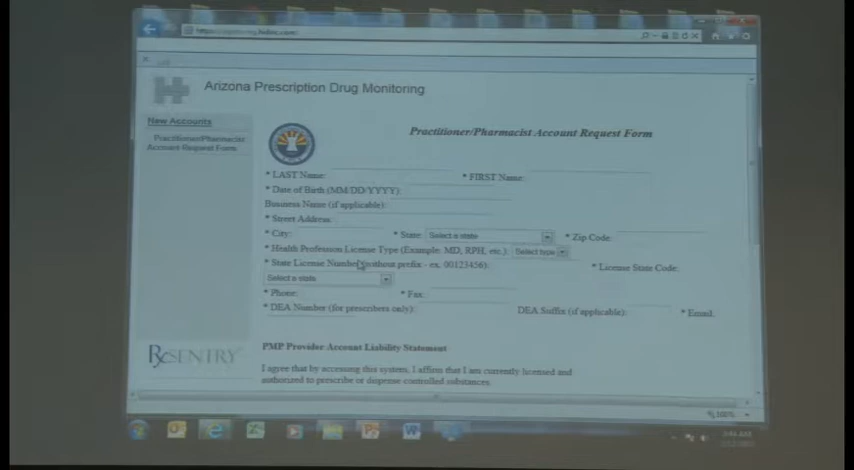 Arizona Prescription Drug Monitoring
New Accounts
Practitioner/Pharmacist
Account Request Form
Practitioner/Pharmacist Account Request Form
* LAST Name:
* FIRST Name:
* Date of Birth (MM/DD/YYYY):
Business Name (if applicable):
* Street Address:
* City:
* State: Select a state
* Zip Code:
* Health Profession License Type (Example: MD, RPH, etc.): Select type
* State License Number(without prefix - ex. 00123456):
* License State Code:
Select a state
* Phone:
* Fax:
* DEA Number (for prescribers only):
DEA Suffix (if applicable):
* Email:
RxSENTRY
PMP Provider Account Liability Statement
I agree that by accessing this system, I affirm that I am currently licensed and
authorized to prescribe or dispense controlled substances.
100%